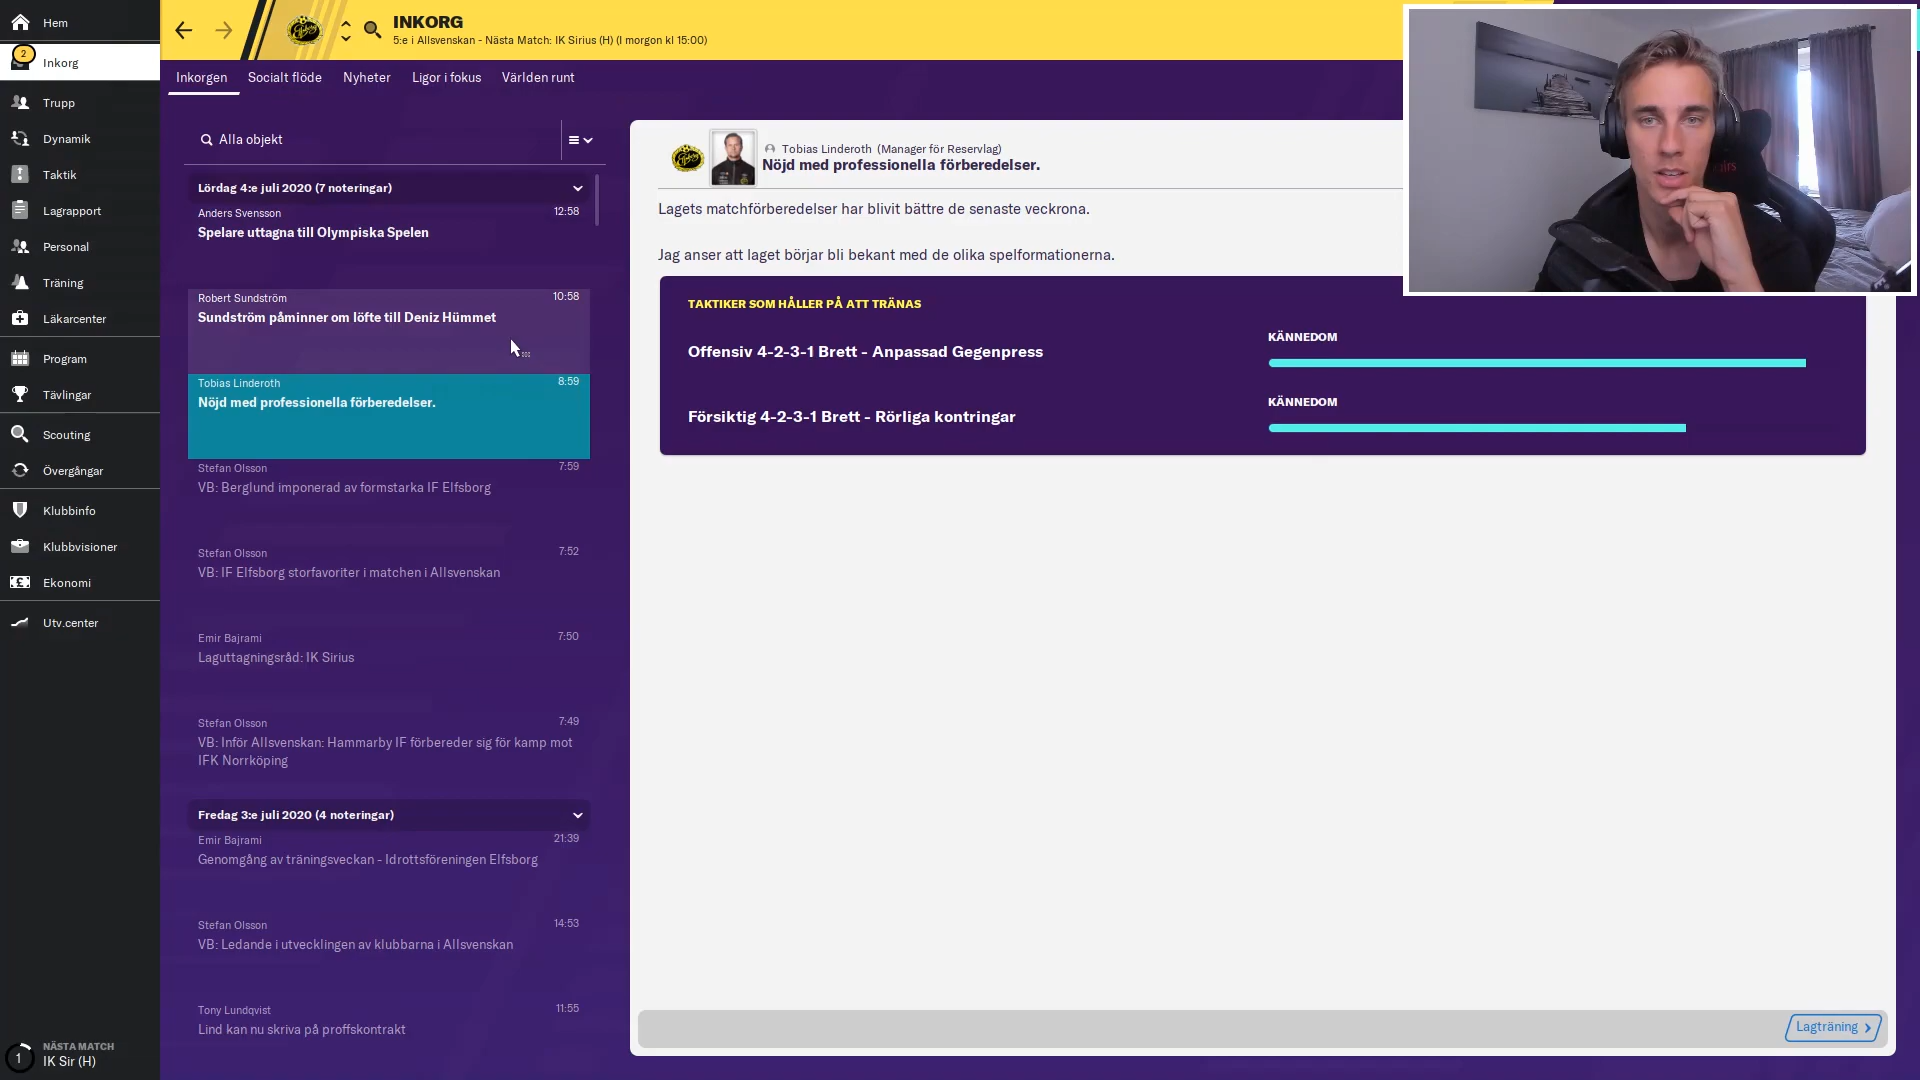 Hem
2
Inkorg
Trupp
Dynamik
Taktik
Lagrapport
Personal
Träning
Läkarcenter
Program
Tävlingar
Scouting
Övergångar
Klubbinfo
Klubbvisioner
Ekonomi
Utv.center
1
NÄSTA MATCH
IK Sir (H)
INKORG
5:e i Allsvenskan - Nästa Match: IK Sirius (H) (I morgon kl 15:00)
Inkorgen Socialt flöde Nyheter Ligor i fokus Världen runt
Alla objekt
Lördag 4:e juli 2020 (7 noteringar)
Anders Svensson 12:58
Spelare uttagna till Olympiska Spelen
Robert Sundström 10:58
Sundström påminner om löfte till Deniz Hümmet
Tobias Linderoth 8:59
Nöjd med professionella förberedelser.
Stefan Olsson 7:59
VB: Berglund imponerad av formstarka IF Elfsborg
Stefan Olsson 7:52
VB: IF Elfsborg storfavoriter i matchen i Allsvenskan
Emir Bajrami 7:50
Laguttagningsråd: IK Sirius
Stefan Olsson 7:49
VB: Inför Allsvenskan: Hammarby IF förbereder sig för kamp mot
IFK Norrköping
Fredag 3:e juli 2020 (4 noteringar)
Emir Bajrami 21:39
Genomgång av träningsveckan - Idrottsföreningen Elfsborg
Stefan Olsson 14:53
VB: Ledande i utvecklingen av klubbarna i Allsvenskan
Tony Lundqvist 11:55
Lind kan nu skriva på proffskontrakt
Tobias Linderoth (Manager för Reservlag)
Nöjd med professionella förberedelser.
Lagets matchförberedelser har blivit bättre de senaste veckrona.
Jag anser att laget börjar bli bekant med de olika spelformationerna.
TAKTIKER SOM HÅLLER PÅ ATT TRÄNAS
KÄNNEDOM
Offensiv 4-2-3-1 Brett - Anpassad Gegenpress
KÄNNEDOM
Försiktig 4-2-3-1 Brett - Rörliga kontringar
Lagträning